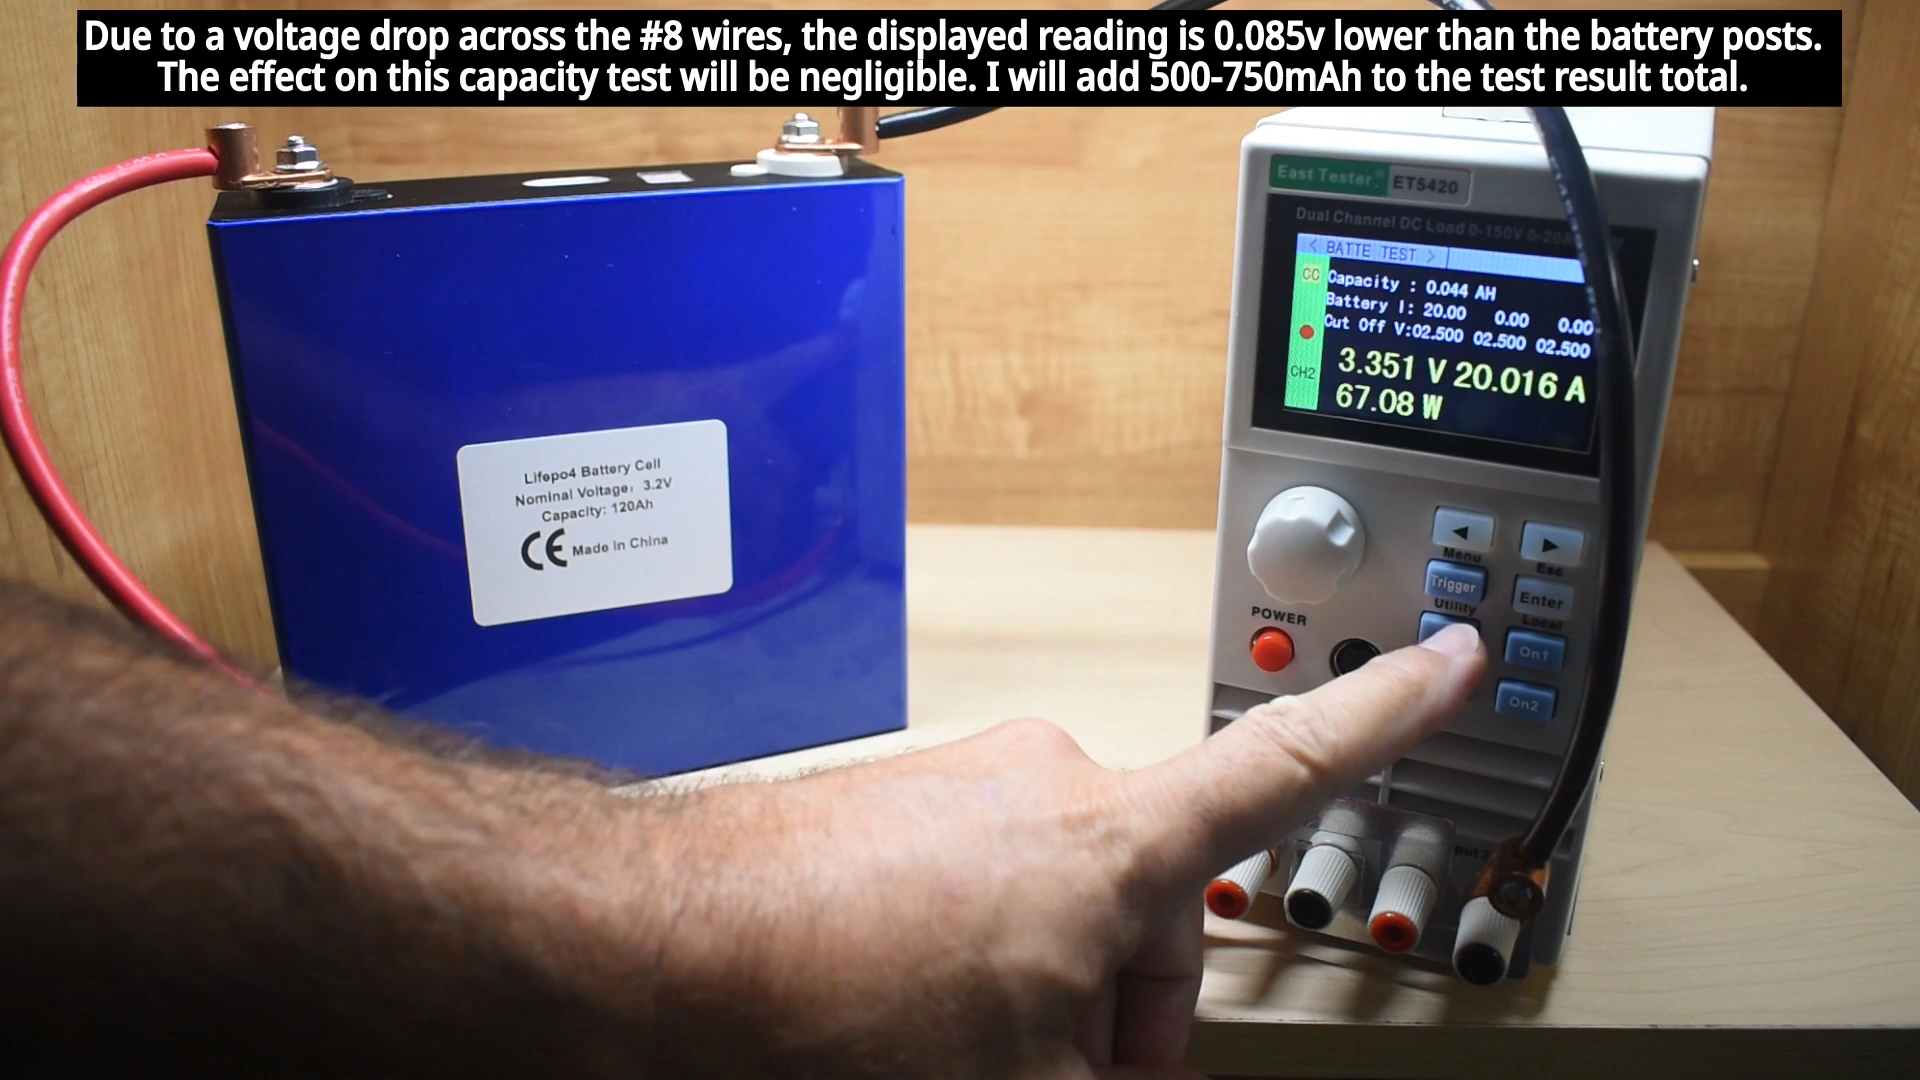 Due to a voltage drop across the #8 wires, the displayed reading is 0.085v lower than the battery posts.
The effect on this capacity test will be negligible. I will add 500-750mAh to the test result total.
East Tester® ET5420
Dual Channel DC Load 0-150V 0-20A
< BATTE TEST >
CC
Capacity : 0.044 AH
Battery I: 20.00 0.00 0.00
Cut Off V:02.500 02.500 02.500
CH2
3.351 V 20.016 A
67.08 W
Lifepo4 Battery Cell
Nominal Voltage: 3.2V
Capacity: 120Ah
CE Made in China
Menu
Esc
Trigger
Enter
Utility
Local
POWER
On1
On2